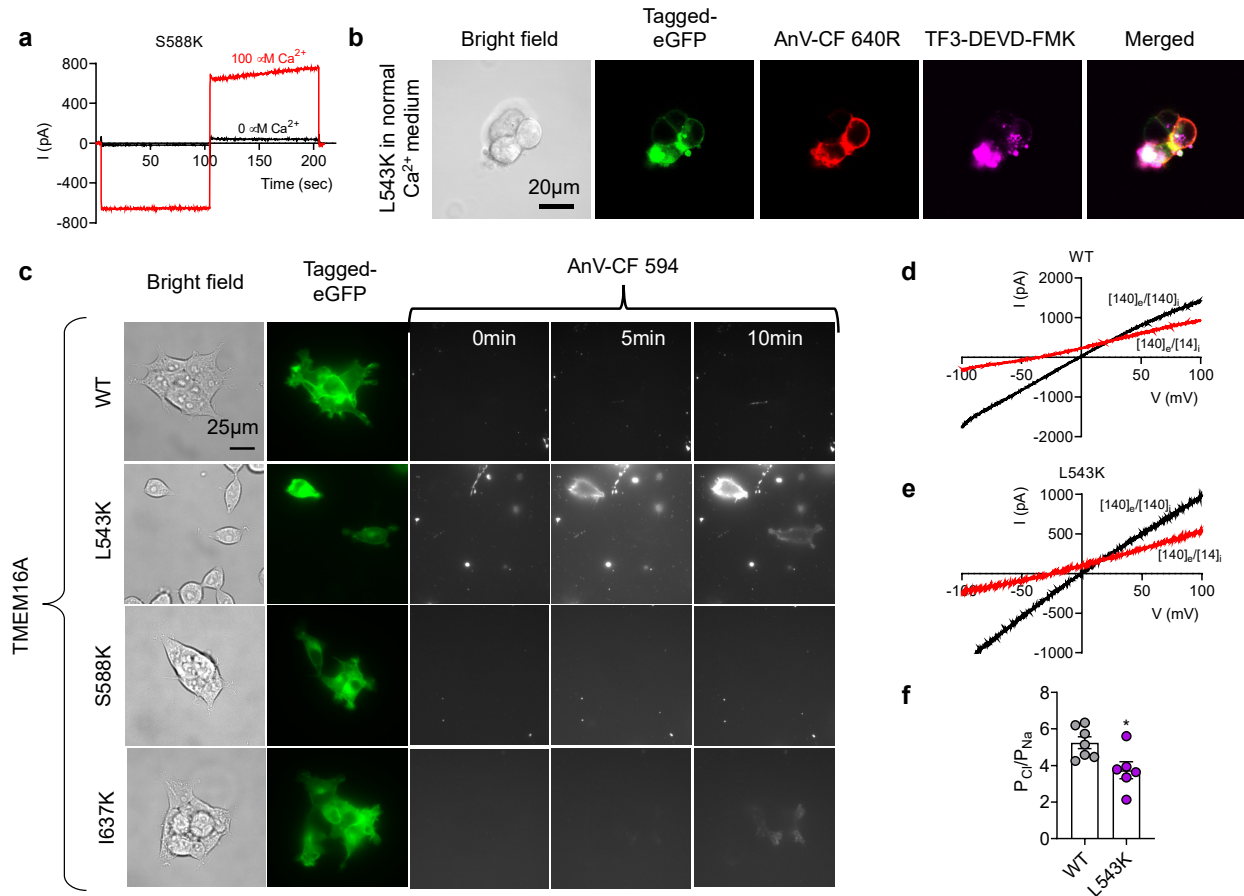 a
S588K
I (pA)
800
400
0
-400
-800
100 ∝M Ca²⁺
0 ∝M Ca²⁺
50
100
150
200
Time (sec)
b
Bright field
Tagged-
eGFP
AnV-CF 640R
TF3-DEVD-FMK
Merged
L543K in normal
Ca²⁺ medium
20µm
c
Bright field
Tagged-
eGFP
AnV-CF 594
0min
5min
10min
TMEM16A
WT
25µm
L543K
S588K
I637K
d
WT
I (pA)
2000
1000
-1000
-2000
[140]ₑ/[140]ᵢ
[140]ₑ/[14]ᵢ
-100
-50
50
100
V (mV)
e
L543K
I (pA)
1000
500
-500
-1000
[140]ₑ/[140]ᵢ
[140]ₑ/[14]ᵢ
-100
-50
50
100
V (mV)
f
P_Cl/P_Na
8
6
4
2
0
*
WT
L543K